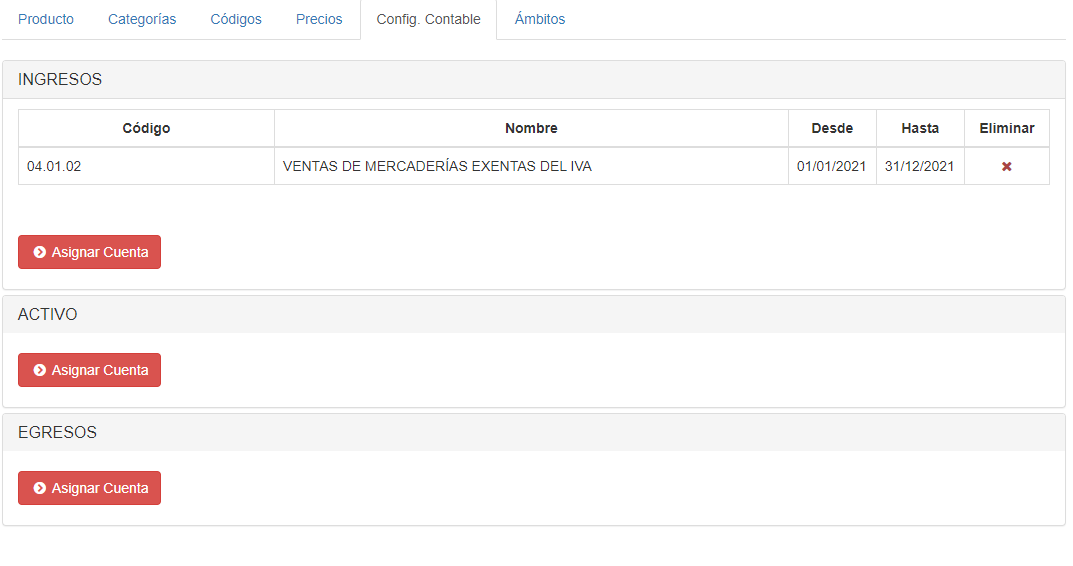 Producto Categorías Códigos Precios Config. Contable Ámbitos
INGRESOS
Código Nombre Desde Hasta Eliminar
04.01.02 VENTAS DE MERCADERÍAS EXENTAS DEL IVA 01/01/2021 31/12/2021
Asignar Cuenta
ACTIVO
Asignar Cuenta
EGRESOS
Asignar Cuenta